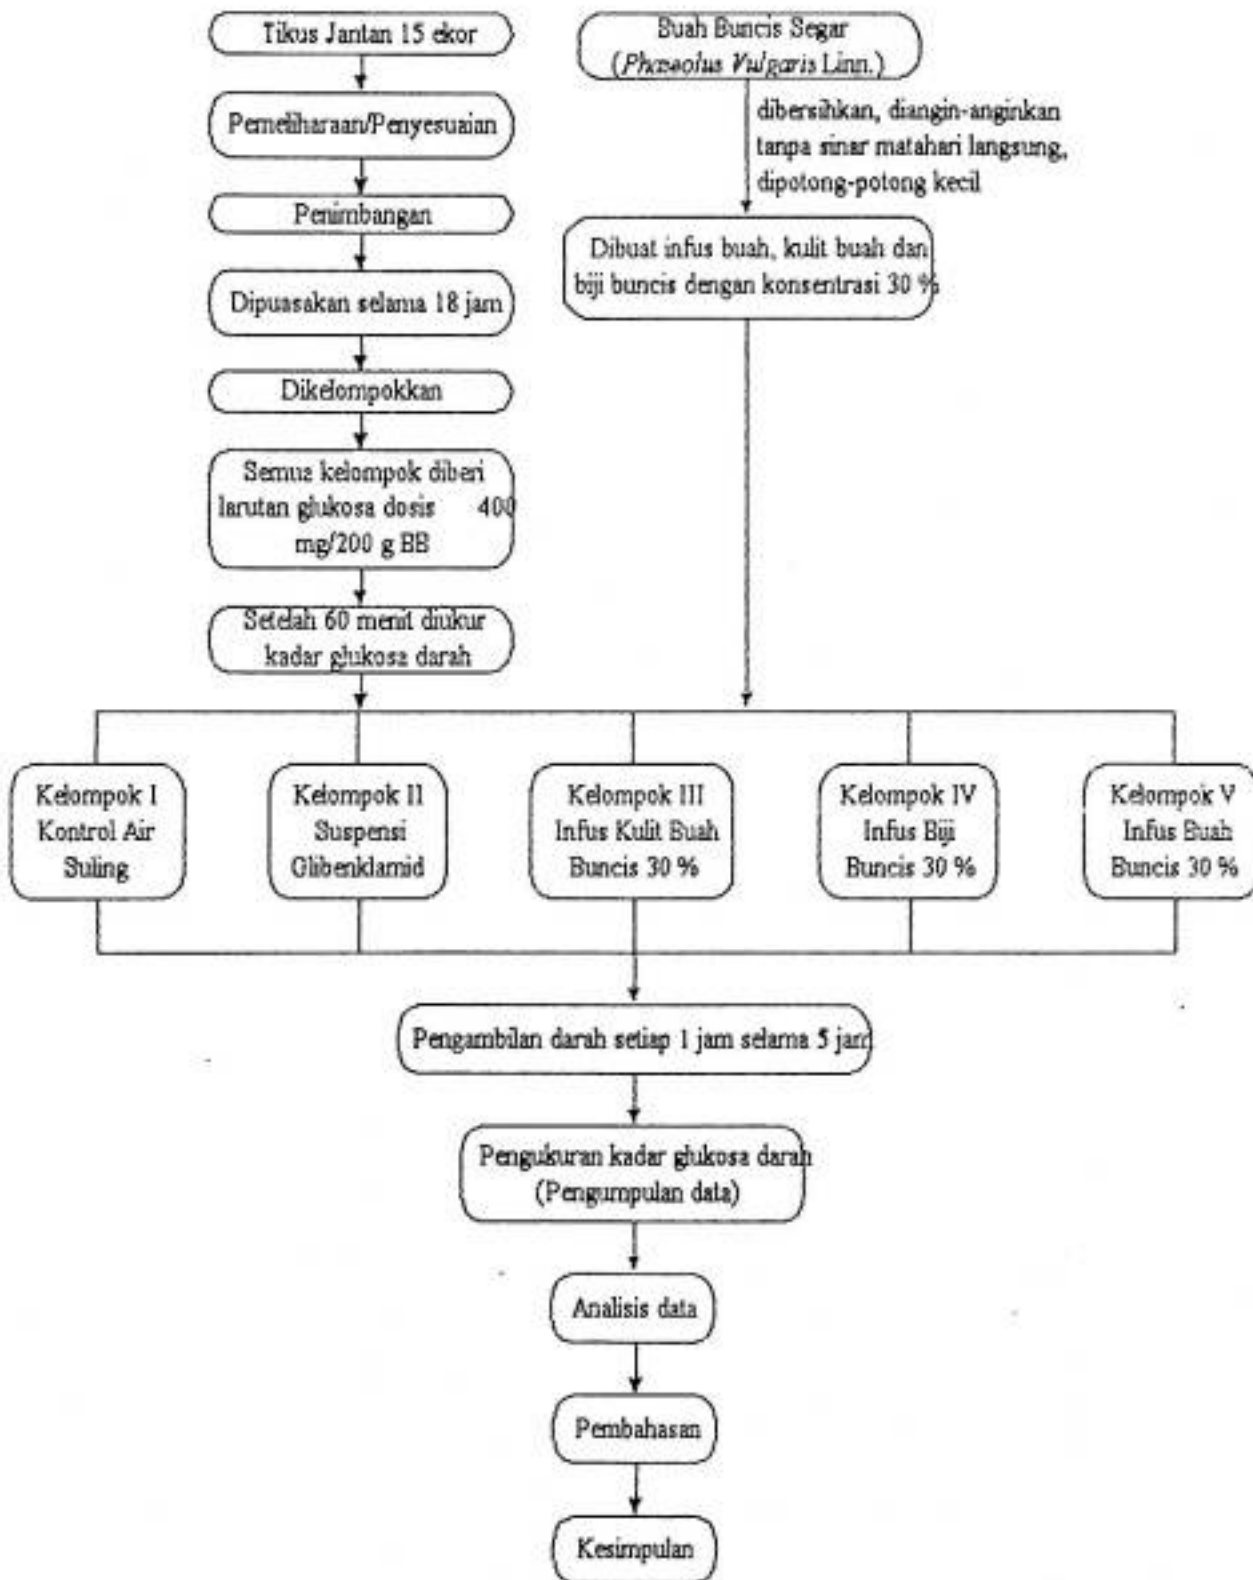 Tikus Jantan 15 ekor
Pemeliharaan/Penyesuaian
Penimbangan
Dipuasakan selama 18 jam
Dikelompokkan
Semua kelompok diberi
larutan glukosa dosis 400
mg/200 g BB
Setelah 60 menit diukur
kadar glukosa darah
Buah Buncis Segar
(Phaseolus Vulgaris Linn.)
dibersihkan, diangin-anginkan
tanpa sinar matahari langsung,
dipotong-potong kecil
Dibuat infus buah, kulit buah dan
biji buncis dengan konsentrasi 30 %
Kelompok I
Kontrol Air
Suling
Kelompok II
Suspensi
Glibenklamid
Kelompok III
Infus Kulit Buah
Buncis 30 %
Kelompok IV
Infus Biji
Buncis 30 %
Kelompok V
Infus Buah
Buncis 30 %
Pengambilan darah setiap 1 jam selama 5 jam
Pengukuran kadar glukosa darah
(Pengumpulan data)
Analisis data
Pembahasan
Kesimpulan